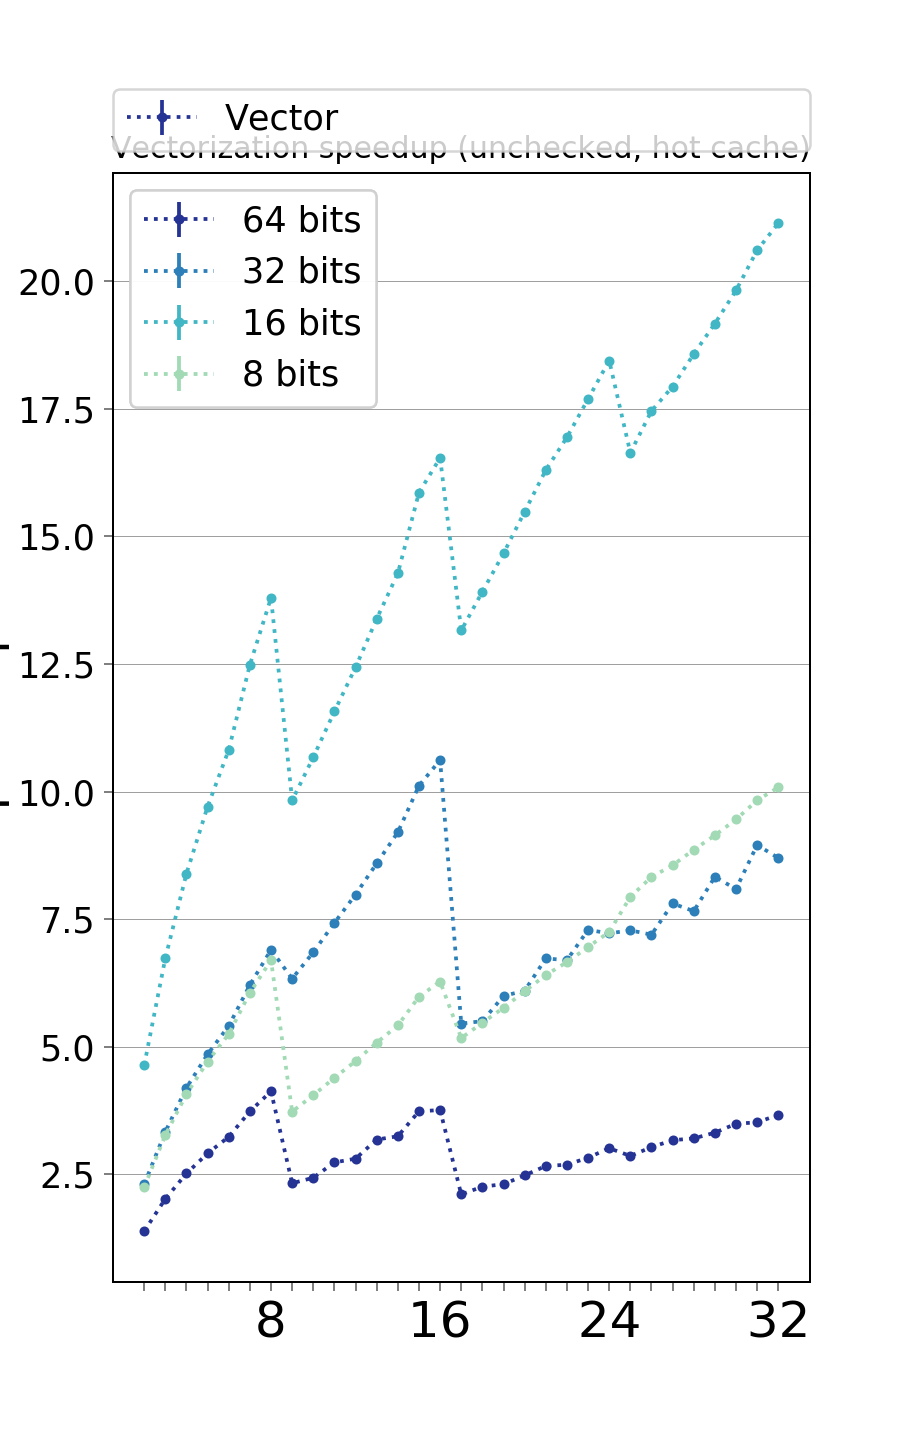 Vector
Vectorization speedup (unchecked, hot cache)
64 bits
32 bits
16 bits
8 bits
20.0
17.5
15.0
12.5
10.0
7.5
5.0
2.5
8 16 24 32